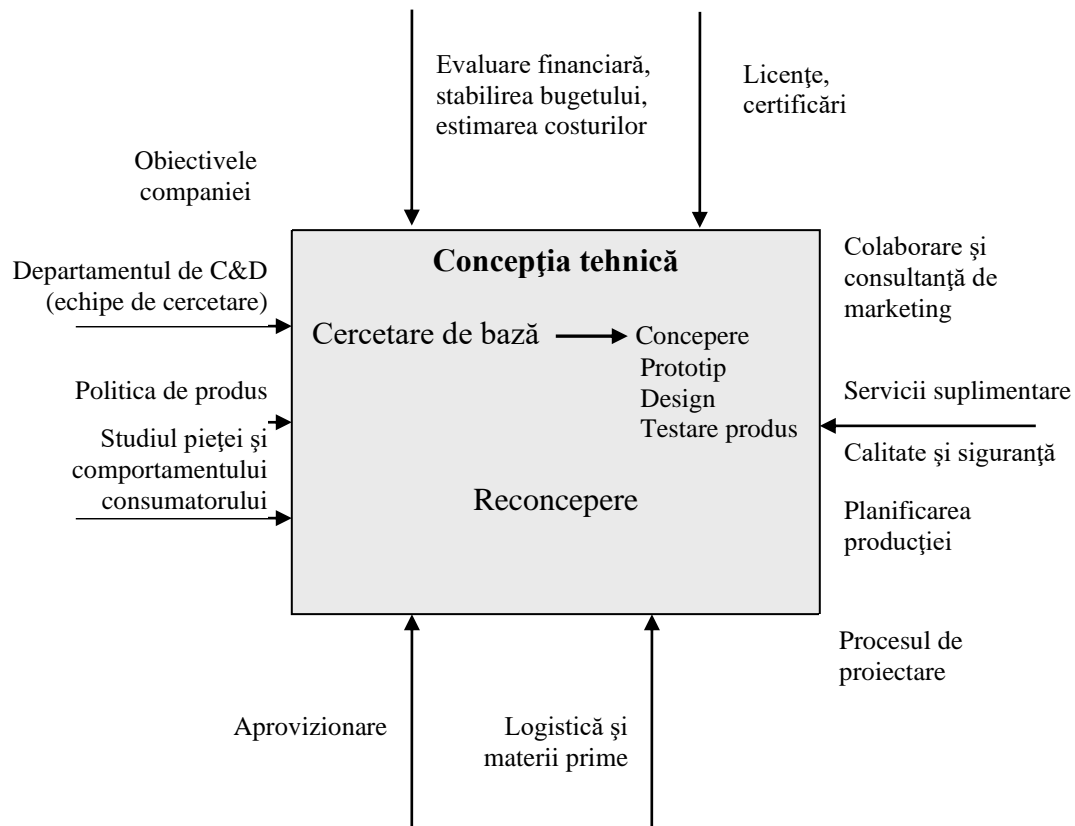 Evaluare financiară,
stabilirea bugetului,
estimarea costurilor
Licenţe,
certificări
Obiectivele
companiei
Departamentul de C&D
(echipe de cercetare)
Politica de produs
Studiul pieţei şi
comportamentului
consumatorului
Concepţia tehnică
Cercetare de bază
Concepere
Prototip
Design
Testare produs
Reconcepere
Colaborare şi
consultanţă de
marketing
Servicii suplimentare
Calitate şi siguranţă
Planificarea
producţiei
Procesul de
proiectare
Aprovizionare
Logistică şi
materii prime